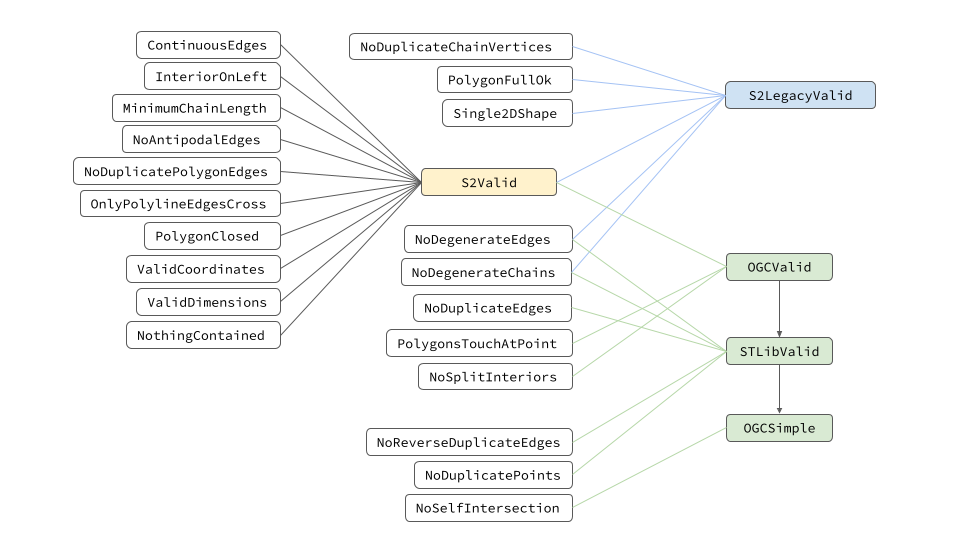 ContinuousEdges
InteriorOnLeft
MinimumChainLength
NoAntipodalEdges
NoDuplicatePolygonEdges
OnlyPolylineEdgesCross
PolygonClosed
ValidCoordinates
ValidDimensions
NothingContained
NoDuplicateChainVertices
PolygonFullOk
Single2DShape
S2Valid
NoDegenerateEdges
NoDegenerateChains
NoDuplicateEdges
PolygonsTouchAtPoint
NoSplitInteriors
NoReverseDuplicateEdges
NoDuplicatePoints
NoSelfIntersection
S2LegacyValid
OGCValid
STLibValid
OGCSimple